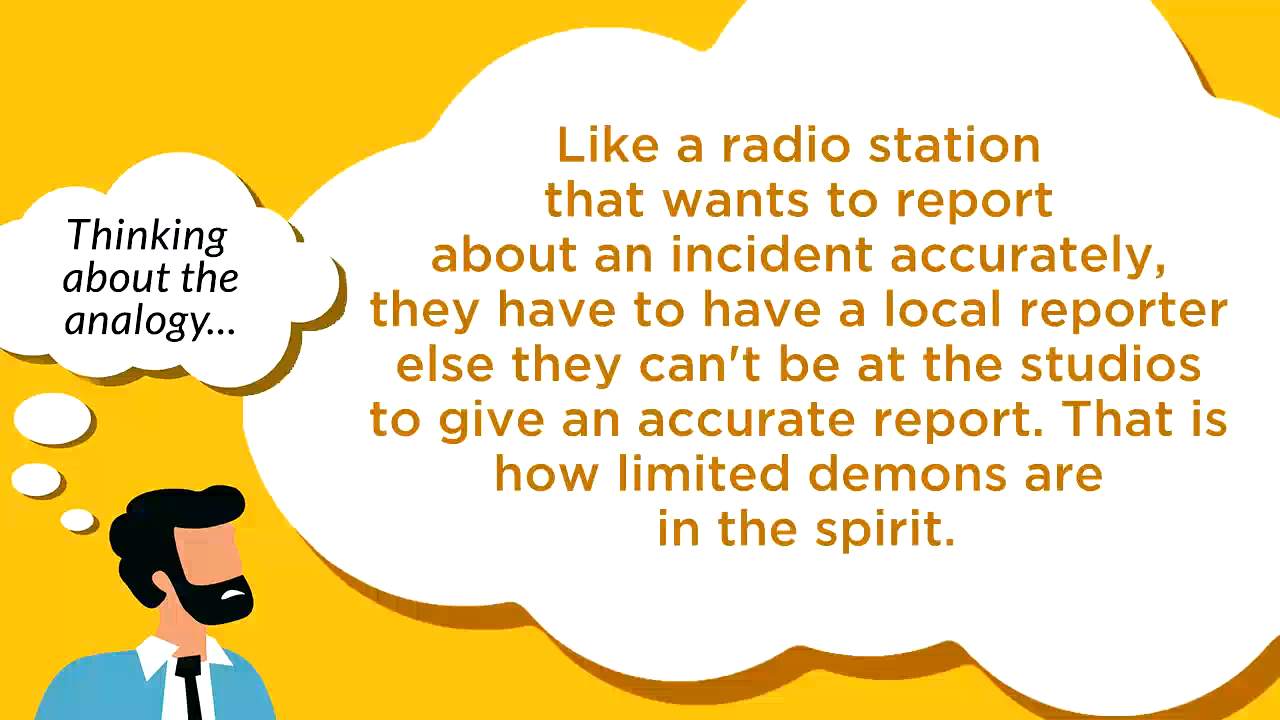 Thinking
about the
analogy...
Like a radio station
that wants to report
about an incident accurately,
they have to have a local reporter
else they can't be at the studios
to give an accurate report. That is
how limited demons are
in the spirit.